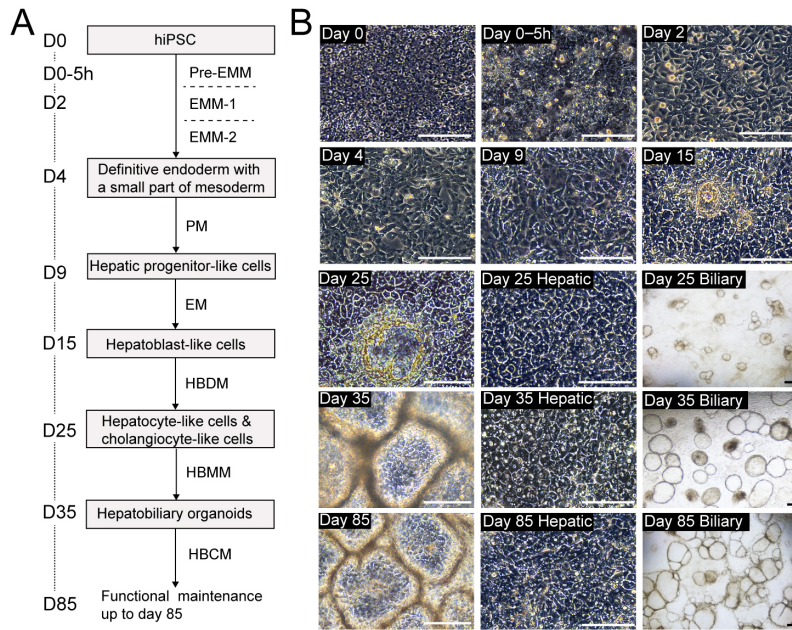 A
D0
hiPSC
D0-5h
Pre-EMM
D2
EMM-1
EMM-2
D4
Definitive endoderm with
a small part of mesoderm
PM
D9
Hepatic progenitor-like cells
EM
D15
Hepatoblast-like cells
HBDM
D25
Hepatocyte-like cells &
cholangiocyte-like cells
HBMM
D35
Hepatobiliary organoids
HBCM
D85
Functional maintenance
up to day 85
B
Day 0
Day 0–5h
Day 2
Day 4
Day 9
Day 15
Day 25
Day 25 Hepatic
Day 25 Biliary
Day 35
Day 35 Hepatic
Day 35 Biliary
Day 85
Day 85 Hepatic
Day 85 Biliary